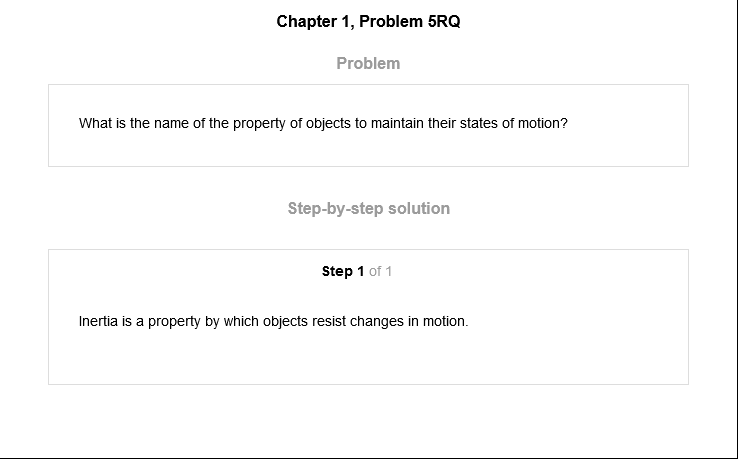 Chapter 1, Problem 5RQ
Problem
What is the name of the property of objects to maintain their states of motion?
Step-by-step solution
Step 1 of 1
Inertia is a property by which objects resist changes in motion.